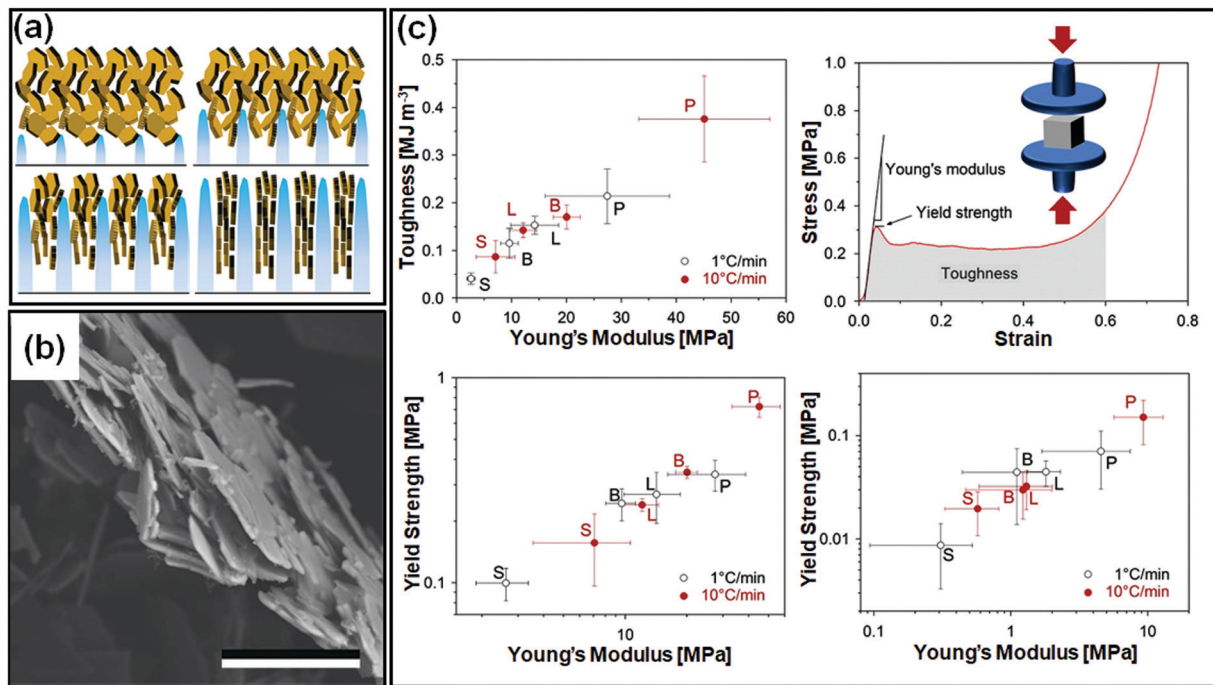 (a)
(b)
(c)
Toughness [MJ m⁻³]
0.5
0.4
0.3
0.2
0.1
0.0
P
B
L
P
S
L
B
S
1°C/min
10°C/min
0 10 20 30 40 50 60
Young's Modulus [MPa]
Stress [MPa]
1.0
0.8
0.6
0.4
0.2
0.0
Young's modulus
Yield strength
Toughness
0.0 0.2 0.4 0.6 0.8
Strain
Yield Strength [MPa]
1
0.1
P
B
L
B
P
L
S
S
1°C/min
10°C/min
10
Young's Modulus [MPa]
Yield Strength [MPa]
0.1
0.01
P
B
P
L
S
B
L
S
1°C/min
10°C/min
0.1 1 10
Young's Modulus [MPa]